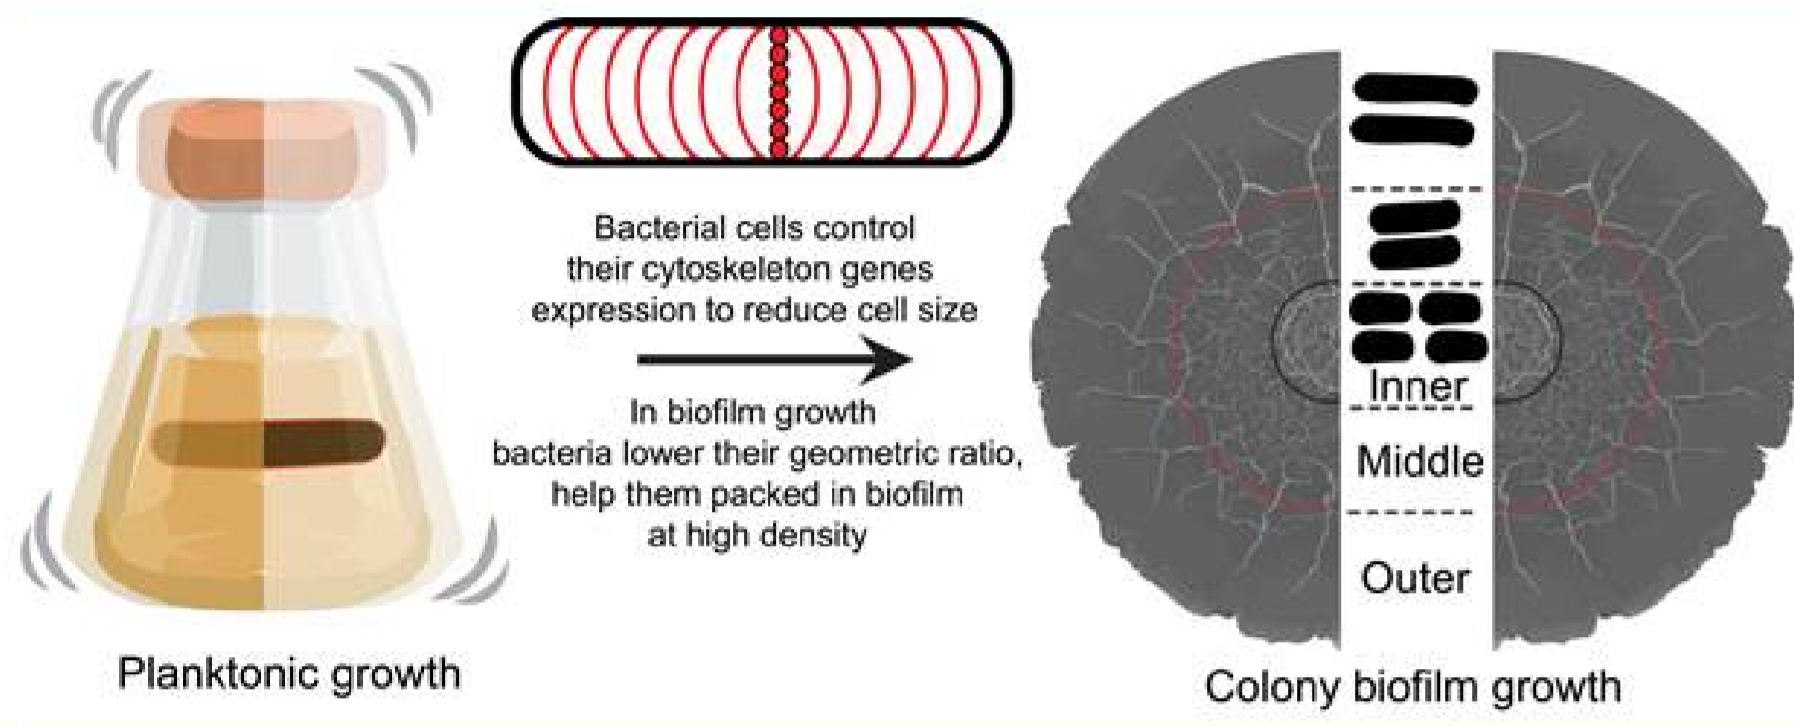 Bacterial cells control
their cytoskeleton genes
expression to reduce cell size
In biofilm growth
bacteria lower their geometric ratio,
help them packed in biofilm
at high density
Planktonic growth
Inner
Middle
Outer
Colony biofilm growth